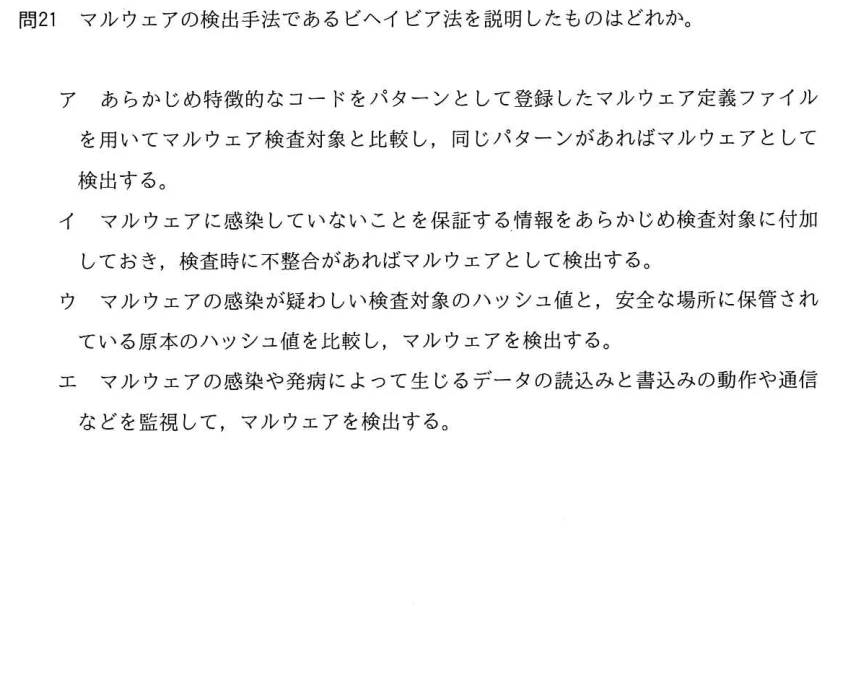 問21 マルウェアの検出手法であるビヘイビア法を説明したものはどれか。
ア あらかじめ特徴的なコードをパターンとして登録したマルウェア定義ファイル
を用いてマルウェア検査対象と比較し，同じパターンがあればマルウェアとして
検出する。
イ マルウェアに感染していないことを保証する情報をあらかじめ検査対象に付加
しておき，検査時に不整合があればマルウェアとして検出する。
ウ マルウェアの感染が疑わしい検査対象のハッシュ値と，安全な場所に保管され
ている原本のハッシュ値を比較し，マルウェアを検出する。
エ マルウェアの感染や発病によって生じるデータの読込みと書込みの動作や通信
などを監視して，マルウェアを検出する。